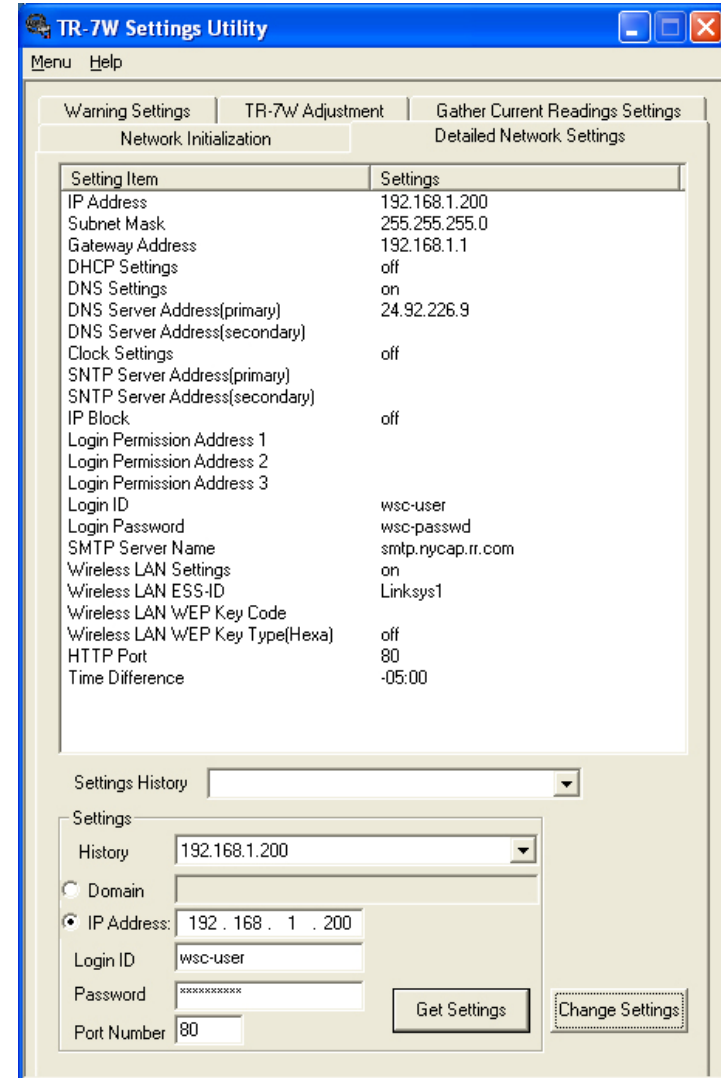 TR-7W Settings Utility
Menu Help
Warning Settings TR-7W Adjustment Gather Current Readings Settings
Network Initialization Detailed Network Settings
Setting Item Settings
IP Address 192.168.1.200
Subnet Mask 255.255.255.0
Gateway Address 192.168.1.1
DHCP Settings off
DNS Settings on
DNS Server Address(primary) 24.92.226.9
DNS Server Address(secondary)
Clock Settings off
SNTP Server Address(primary)
SNTP Server Address(secondary)
IP Block off
Login Permission Address 1
Login Permission Address 2
Login Permission Address 3
Login ID wsc-user
Login Password wsc-passwd
SMTP Server Name smtp.nycap.rr.com
Wireless LAN Settings on
Wireless LAN ESS-ID Linksys1
Wireless LAN WEP Key Code
Wireless LAN WEP Key Type(Hexa) off
HTTP Port 80
Time Difference -05:00
Settings History
Settings
History 192.168.1.200
Domain
IP Address: 192 . 168 . 1 . 200
Login ID wsc-user
Password xxxxxxxxxx
Port Number 80
Get Settings Change Settings